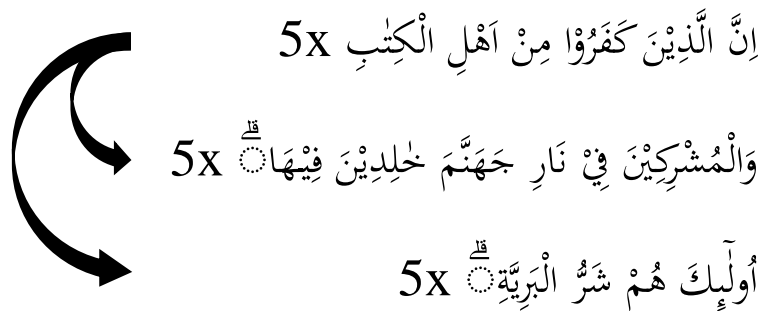 اِنَّ الَّذِيْنَ كَفَرُوْا مِنْ اَهْلِ الْكِتٰبِ 5x
وَالْمُشْرِكِيْنَ فِيْ نَارِ جَهَنَّمَ خٰلِدِيْنَ فِيْهَا ۗ 5x
اُولٰۤىِٕكَ هُمْ شَرُّ الْبَرِيَّةِ ۗ 5x